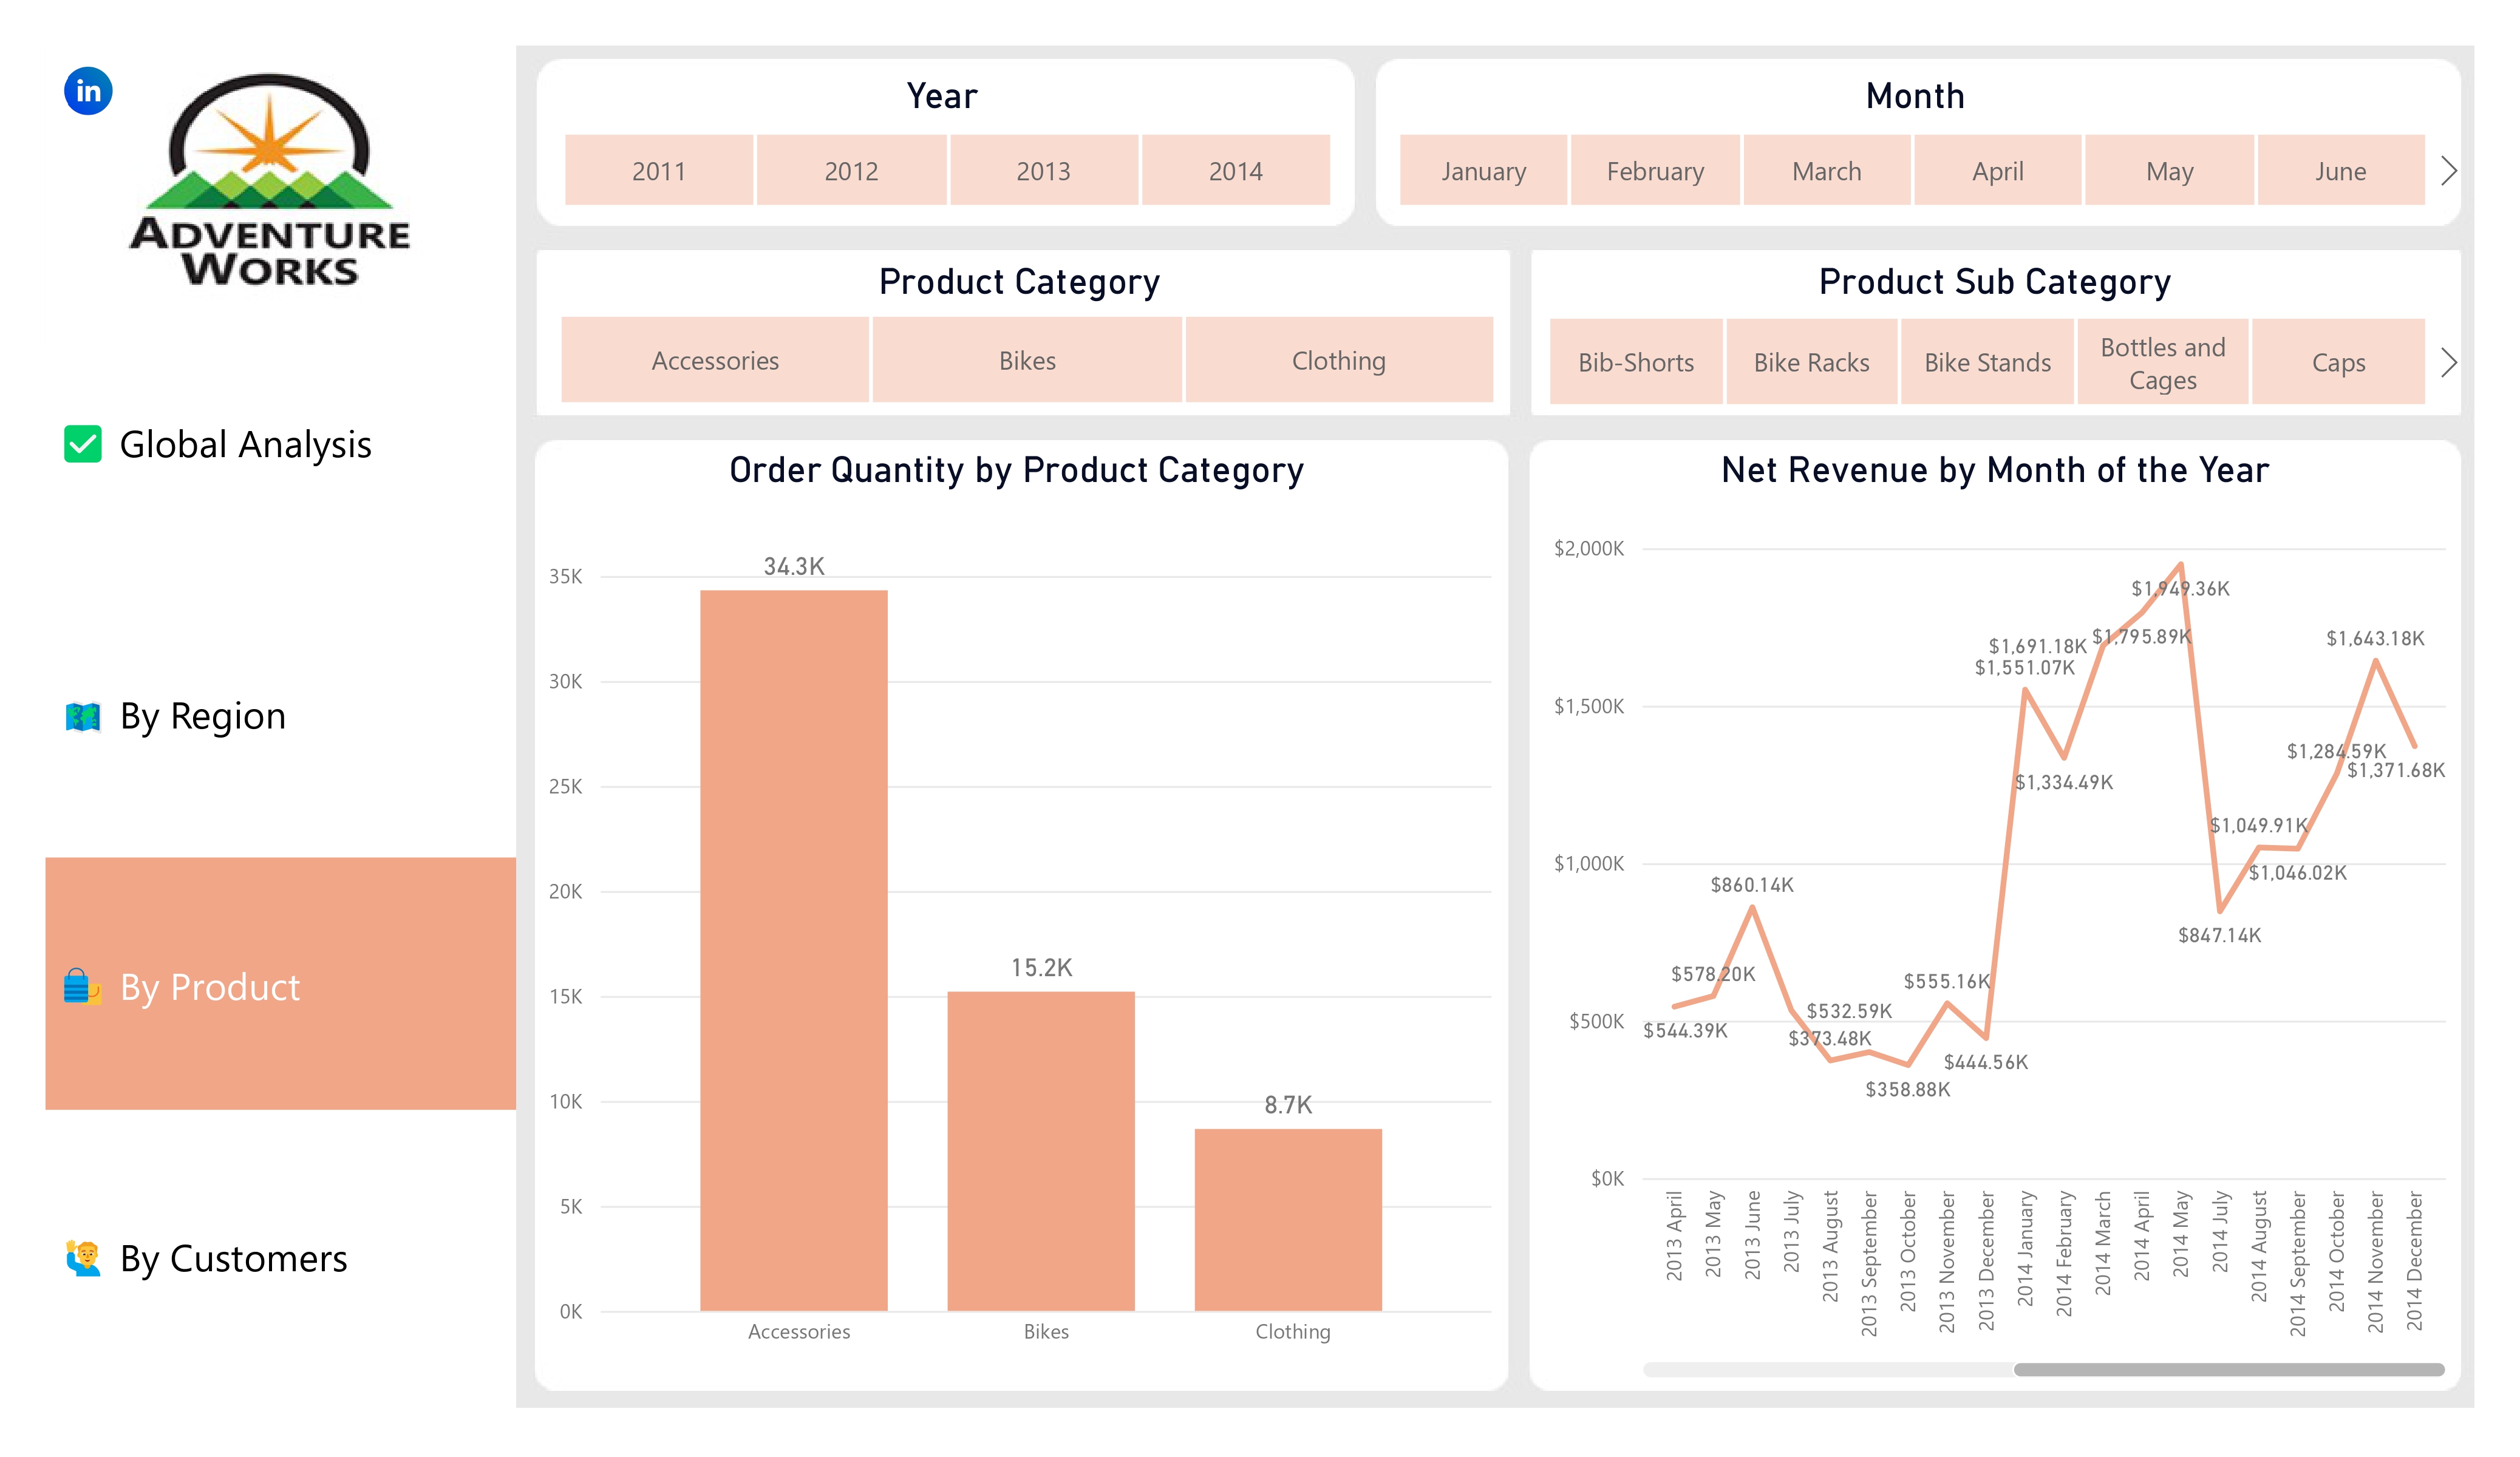 in
ADVENTURE
WORKS
Global Analysis
By Region
By Product
By Customers
Year
2011 2012 2013 2014
Month
January February March April May June
Product Category
Accessories Bikes Clothing
Product Sub Category
Bib-Shorts Bike Racks Bike Stands Bottles and Cages Caps
Order Quantity by Product Category
35K
30K
25K
20K
15K
10K
5K
0K
34.3K
15.2K
8.7K
Accessories Bikes Clothing
Net Revenue by Month of the Year
$2,000K
$1,500K
$1,000K
$500K
$0K
$544.39K
$578.20K
$860.14K
$532.59K
$373.48K
$358.88K
$555.16K
$444.56K
$1,551.07K
$1,334.49K
$1,691.18K
$1,795.89K
$1,949.36K
$847.14K
$1,049.91K
$1,046.02K
$1,284.59K
$1,643.18K
$1,371.68K
2013 April
2013 May
2013 June
2013 July
2013 August
2013 September
2013 October
2013 November
2013 December
2014 January
2014 February
2014 March
2014 April
2014 May
2014 July
2014 August
2014 September
2014 October
2014 November
2014 December